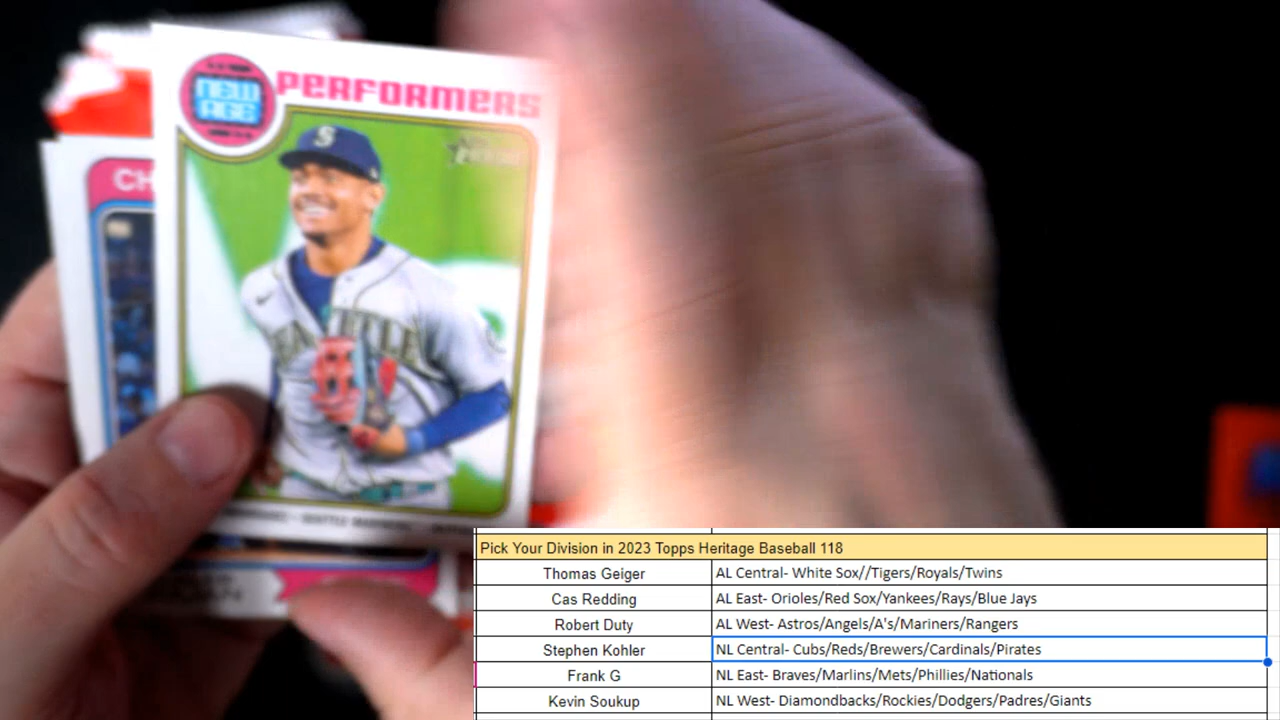 NEW
AGE
PERFORMERS
S
CH
SEATTLE
Pick Your Division in 2023 Topps Heritage Baseball 118
Thomas Geiger AL Central- White Sox//Tigers/Royals/Twins
Cas Redding AL East- Orioles/Red Sox/Yankees/Rays/Blue Jays
Robert Duty AL West- Astros/Angels/A's/Mariners/Rangers
Stephen Kohler NL Central- Cubs/Reds/Brewers/Cardinals/Pirates
Frank G NL East- Braves/Marlins/Mets/Phillies/Nationals
Kevin Soukup NL West- Diamondbacks/Rockies/Dodgers/Padres/Giants